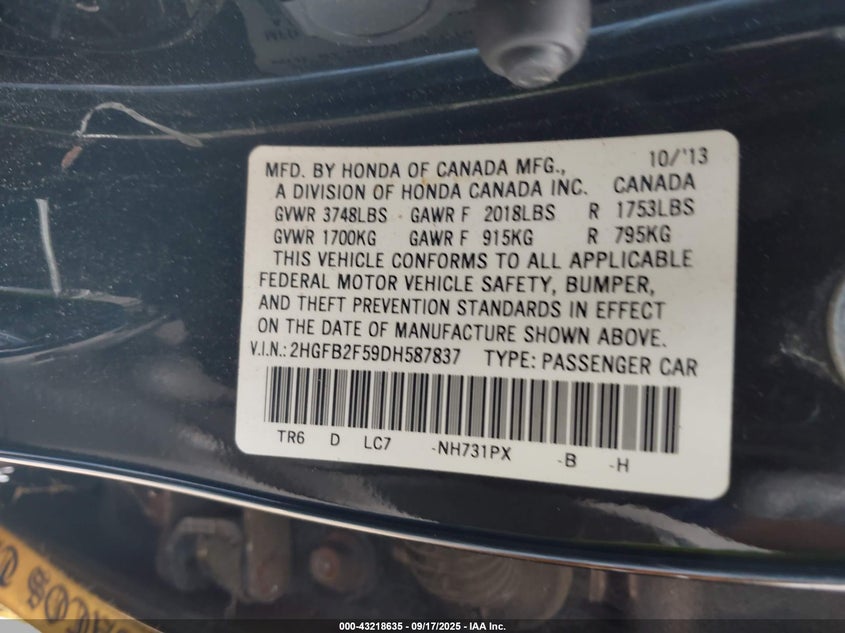 MFD. BY HONDA OF CANADA MFG., 10/'13
A DIVISION OF HONDA CANADA INC. CANADA
GVWR 3748LBS GAWR F 2018LBS R 1753LBS
GVWR 1700KG GAWR F 915KG R 795KG
THIS VEHICLE CONFORMS TO ALL APPLICABLE
FEDERAL MOTOR VEHICLE SAFETY, BUMPER,
AND THEFT PREVENTION STANDARDS IN EFFECT
ON THE DATE OF MANUFACTURE SHOWN ABOVE.
V.I.N.: 2HGFB2F59DH587837 TYPE: PASSENGER CAR
TR6 D LC7 -NH731PX -B -H
000-43218635 - 09/17/2025 - IAA Inc.